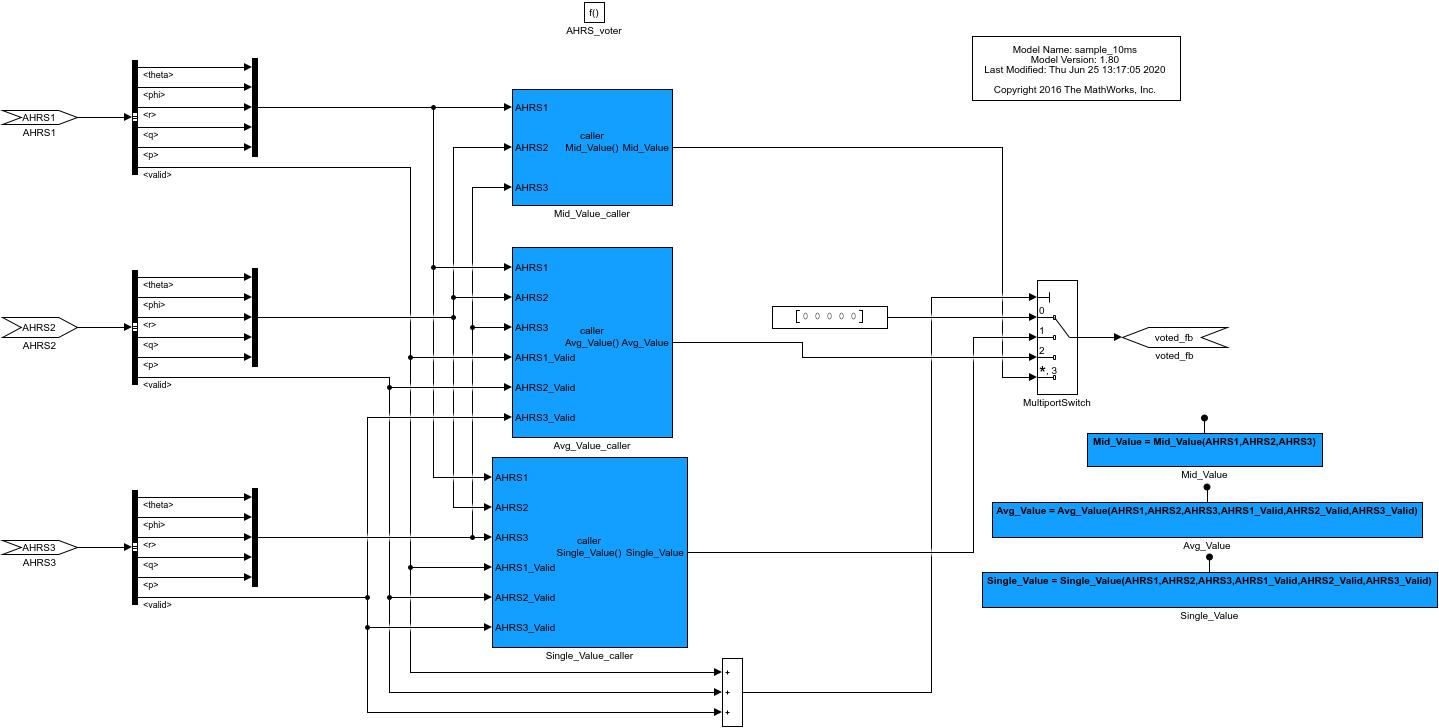 f()
AHRS_voter
Model Name: sample_10ms
Model Version: 1.80
Last Modified: Thu Jun 25 13:17:05 2020
Copyright 2016 The MathWorks, Inc.
AHRS1
AHRS1
<theta>
<phi>
<r>
<q>
<p>
<valid>
AHRS1
AHRS2
AHRS3
caller
Mid_Value() Mid_Value
Mid_Value_caller
AHRS2
AHRS2
<theta>
<phi>
<r>
<q>
<p>
<valid>
AHRS1
AHRS2
AHRS3
AHRS1_Valid
AHRS2_Valid
AHRS3_Valid
caller
Avg_Value() Avg_Value
Avg_Value_caller
[0 0 0 0 0]
0
1
2
*, 3
MultiportSwitch
voted_fb
voted_fb
AHRS3
AHRS3
<theta>
<phi>
<r>
<q>
<p>
<valid>
AHRS1
AHRS2
AHRS3
AHRS1_Valid
AHRS2_Valid
AHRS3_Valid
caller
Single_Value() Single_Value
Single_Value_caller
+
+
+
Mid_Value = Mid_Value(AHRS1,AHRS2,AHRS3)
Mid_Value
Avg_Value = Avg_Value(AHRS1,AHRS2,AHRS3,AHRS1_Valid,AHRS2_Valid,AHRS3_Valid)
Avg_Value
Single_Value = Single_Value(AHRS1,AHRS2,AHRS3,AHRS1_Valid,AHRS2_Valid,AHRS3_Valid)
Single_Value